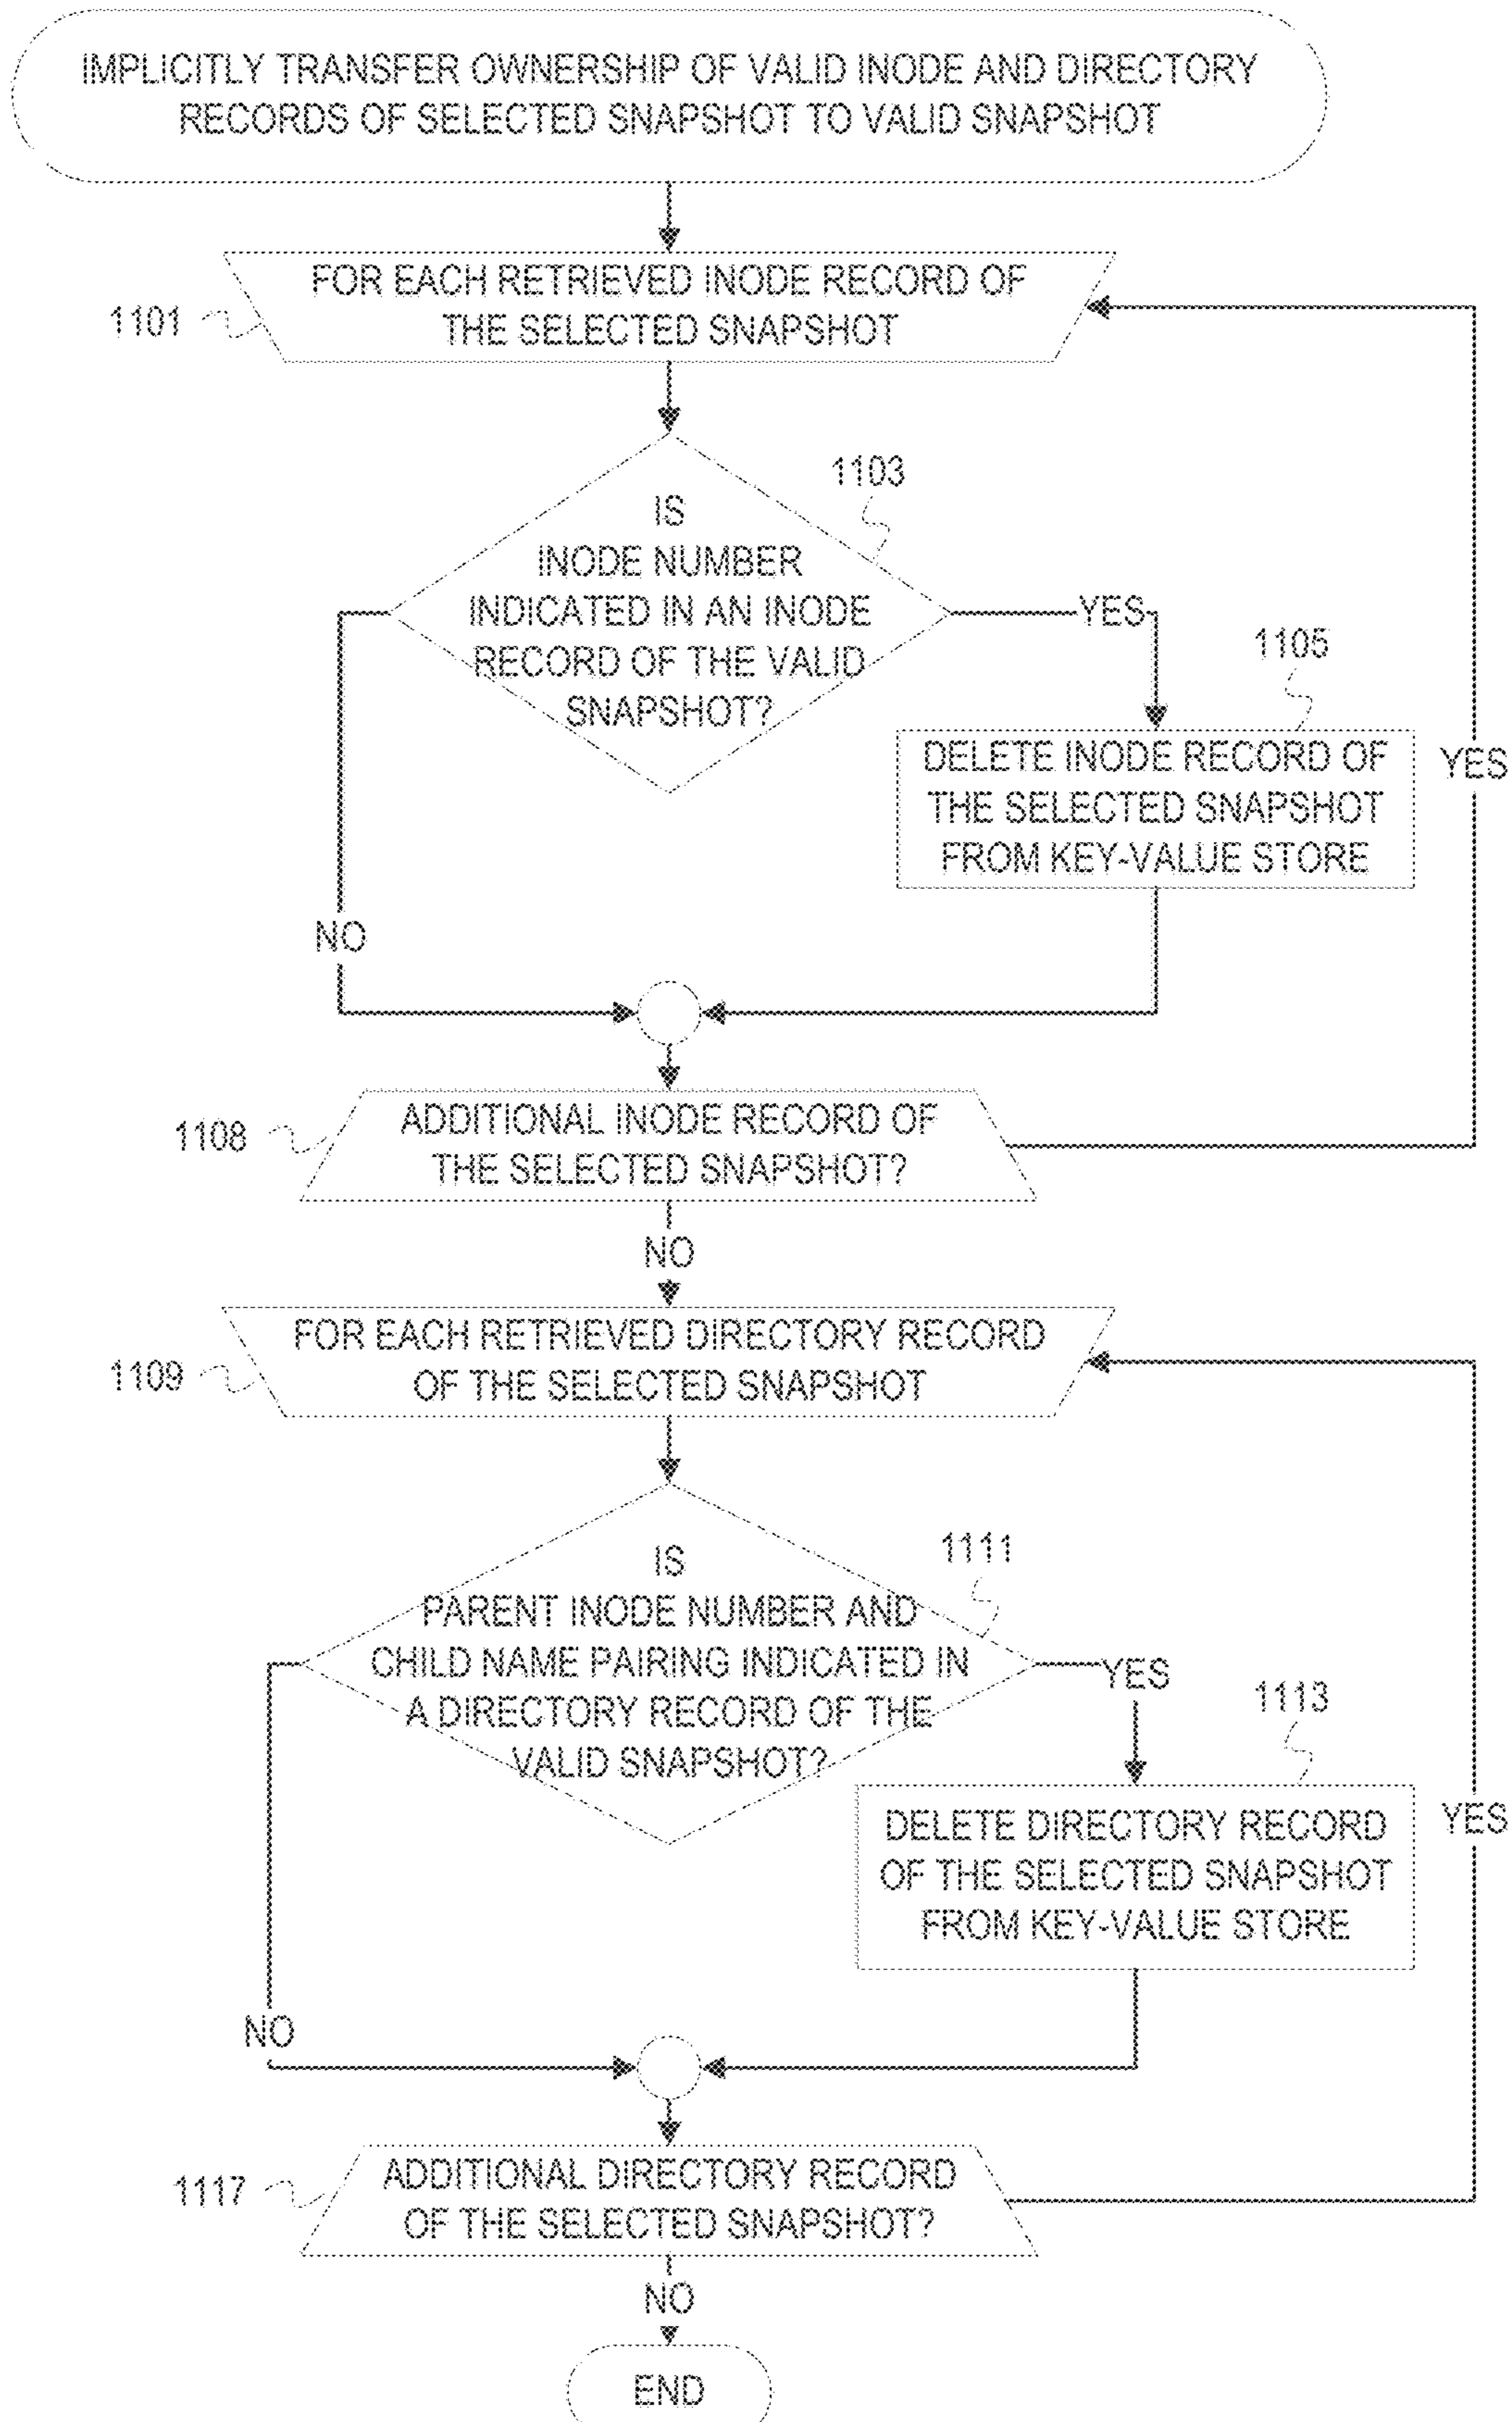 IMPLICITLY TRANSFER OWNERSHIP OF VALID INODE AND DIRECTORY
RECORDS OF SELECTED SNAPSHOT TO VALID SNAPSHOT
FOR EACH RETRIEVED INODE RECORD OF
THE SELECTED SNAPSHOT
1101
1103
IS
INODE NUMBER
INDICATED IN AN INODE
RECORD OF THE VALID
SNAPSHOT?
YES
1105
DELETE INODE RECORD OF
THE SELECTED SNAPSHOT
FROM KEY-VALUE STORE
YES
NO
1108
ADDITIONAL INODE RECORD OF
THE SELECTED SNAPSHOT?
NO
FOR EACH RETRIEVED DIRECTORY RECORD
OF THE SELECTED SNAPSHOT
1109
1111
IS
PARENT INODE NUMBER AND
CHILD NAME PAIRING INDICATED IN
A DIRECTORY RECORD OF THE
VALID SNAPSHOT?
YES
1113
DELETE DIRECTORY RECORD
OF THE SELECTED SNAPSHOT
FROM KEY-VALUE STORE
YES
NO
1117
ADDITIONAL DIRECTORY RECORD
OF THE SELECTED SNAPSHOT?
NO
END